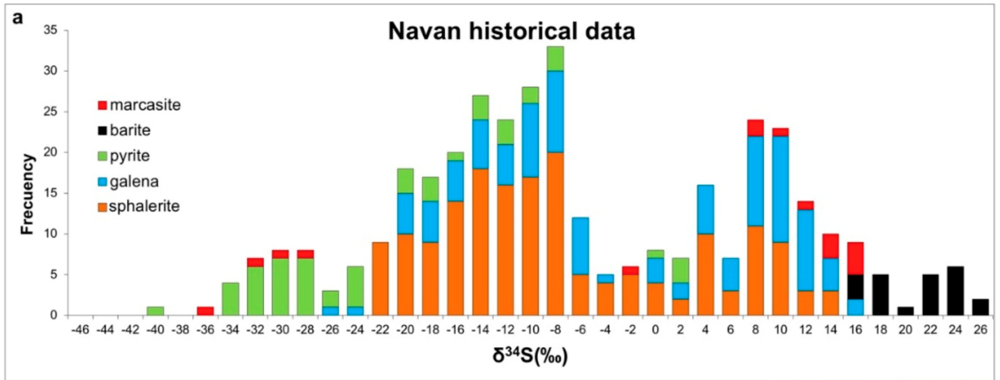 a
Navan historical data
35
30
25
20
15
10
5
0
Frecuency
marcasite
barite
pyrite
galena
sphalerite
-46 -44 -42 -40 -38 -36 -34 -32 -30 -28 -26 -24 -22 -20 -18 -16 -14 -12 -10 -8 -6 -4 -2 0 2 4 6 8 10 12 14 16 18 20 22 24 26
δ³⁴S(‰)